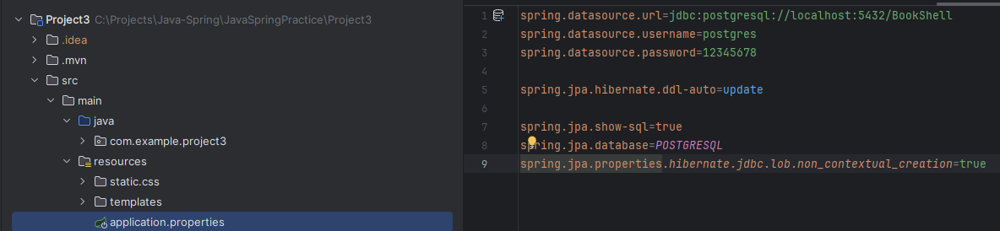 Project3 C:\Projects\Java-Spring\JavaSpringPractice\Project3
.idea
.mvn
src
main
java
com.example.project3
resources
static.css
templates
application.properties
1 spring.datasource.url=jdbc:postgresql://localhost:5432/BookShell
2 spring.datasource.username=postgres
3 spring.datasource.password=12345678
4
5 spring.jpa.hibernate.ddl-auto=update
6
7 spring.jpa.show-sql=true
8 spring.jpa.database=POSTGRESQL
9 spring.jpa.properties.hibernate.jdbc.lob.non_contextual_creation=true